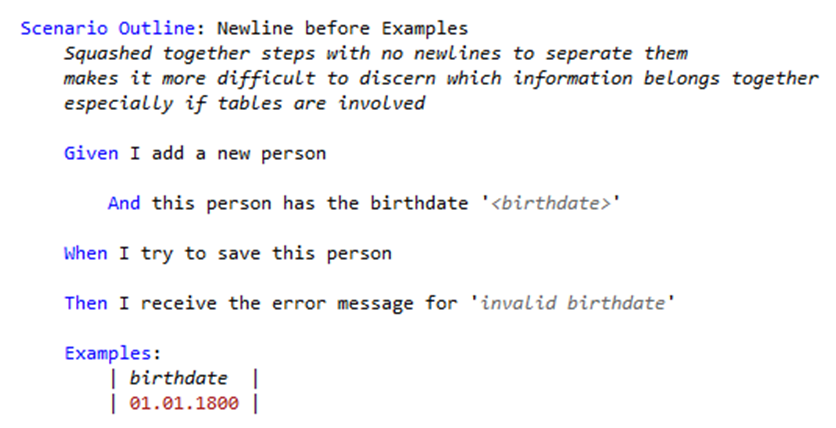 Scenario Outline: Newline before Examples
Squashed together steps with no newlines to seperate them
makes it more difficult to discern which information belongs together
especially if tables are involved
Given I add a new person
And this person has the birthdate '<birthdate>'
When I try to save this person
Then I receive the error message for 'invalid birthdate'
Examples:
| birthdate |
| 01.01.1800 |